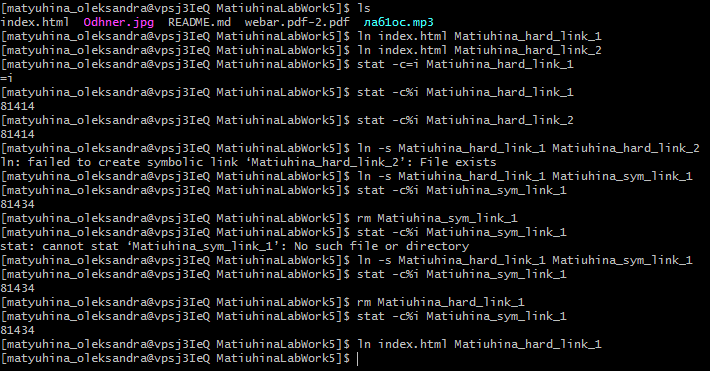 [matyuhina_oleksandra@vpsj3IeQ MatiuhinaLabWork5]$ ls
index.html Odhner.jpg README.md webar.pdf-2.pdf лаб1ос.mp3
[matyuhina_oleksandra@vpsj3IeQ MatiuhinaLabWork5]$ ln index.html Matiuhina_hard_link_1
[matyuhina_oleksandra@vpsj3IeQ MatiuhinaLabWork5]$ ln index.html Matiuhina_hard_link_2
[matyuhina_oleksandra@vpsj3IeQ MatiuhinaLabWork5]$ stat -c=i Matiuhina_hard_link_1
=i
[matyuhina_oleksandra@vpsj3IeQ MatiuhinaLabWork5]$ stat -c%i Matiuhina_hard_link_1
81414
[matyuhina_oleksandra@vpsj3IeQ MatiuhinaLabWork5]$ stat -c%i Matiuhina_hard_link_2
81414
[matyuhina_oleksandra@vpsj3IeQ MatiuhinaLabWork5]$ ln -s Matiuhina_hard_link_1 Matiuhina_hard_link_2
ln: failed to create symbolic link ‘Matiuhina_hard_link_2’: File exists
[matyuhina_oleksandra@vpsj3IeQ MatiuhinaLabWork5]$ ln -s Matiuhina_hard_link_1 Matiuhina_sym_link_1
[matyuhina_oleksandra@vpsj3IeQ MatiuhinaLabWork5]$ stat -c%i Matiuhina_sym_link_1
81434
[matyuhina_oleksandra@vpsj3IeQ MatiuhinaLabWork5]$ rm Matiuhina_sym_link_1
[matyuhina_oleksandra@vpsj3IeQ MatiuhinaLabWork5]$ stat -c%i Matiuhina_sym_link_1
stat: cannot stat ‘Matiuhina_sym_link_1’: No such file or directory
[matyuhina_oleksandra@vpsj3IeQ MatiuhinaLabWork5]$ ln -s Matiuhina_hard_link_1 Matiuhina_sym_link_1
[matyuhina_oleksandra@vpsj3IeQ MatiuhinaLabWork5]$ stat -c%i Matiuhina_sym_link_1
81434
[matyuhina_oleksandra@vpsj3IeQ MatiuhinaLabWork5]$ rm Matiuhina_hard_link_1
[matyuhina_oleksandra@vpsj3IeQ MatiuhinaLabWork5]$ stat -c%i Matiuhina_sym_link_1
81434
[matyuhina_oleksandra@vpsj3IeQ MatiuhinaLabWork5]$ ln index.html Matiuhina_hard_link_1
[matyuhina_oleksandra@vpsj3IeQ MatiuhinaLabWork5]$